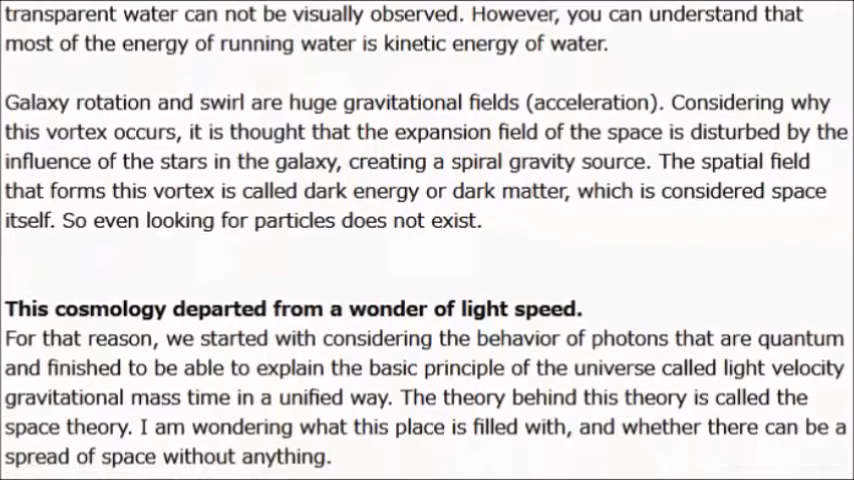 transparent water can not be visually observed. However, you can understand that
most of the energy of running water is kinetic energy of water.
Galaxy rotation and swirl are huge gravitational fields (acceleration). Considering why
this vortex occurs, it is thought that the expansion field of the space is disturbed by the
influence of the stars in the galaxy, creating a spiral gravity source. The spatial field
that forms this vortex is called dark energy or dark matter, which is considered space
itself. So even looking for particles does not exist.
This cosmology departed from a wonder of light speed.
For that reason, we started with considering the behavior of photons that are quantum
and finished to be able to explain the basic principle of the universe called light velocity
gravitational mass time in a unified way. The theory behind this theory is called the
space theory. I am wondering what this place is filled with, and whether there can be a
spread of space without anything.